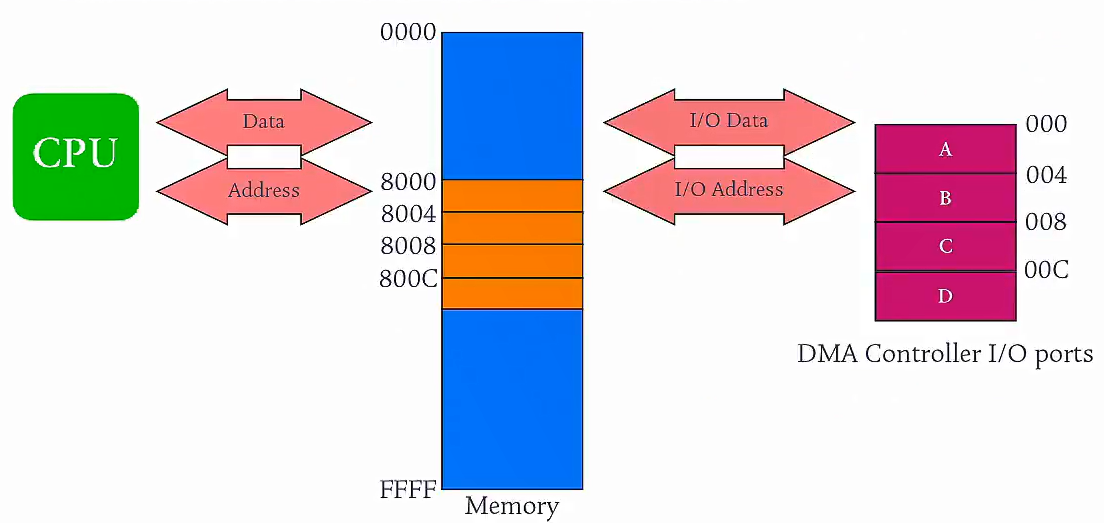 0000
CPU
Data
Address
8000
8004
8008
800C
FFFF
Memory
I/O Data
I/O Address
000
A
004
B
008
C
00C
D
DMA Controller I/O ports